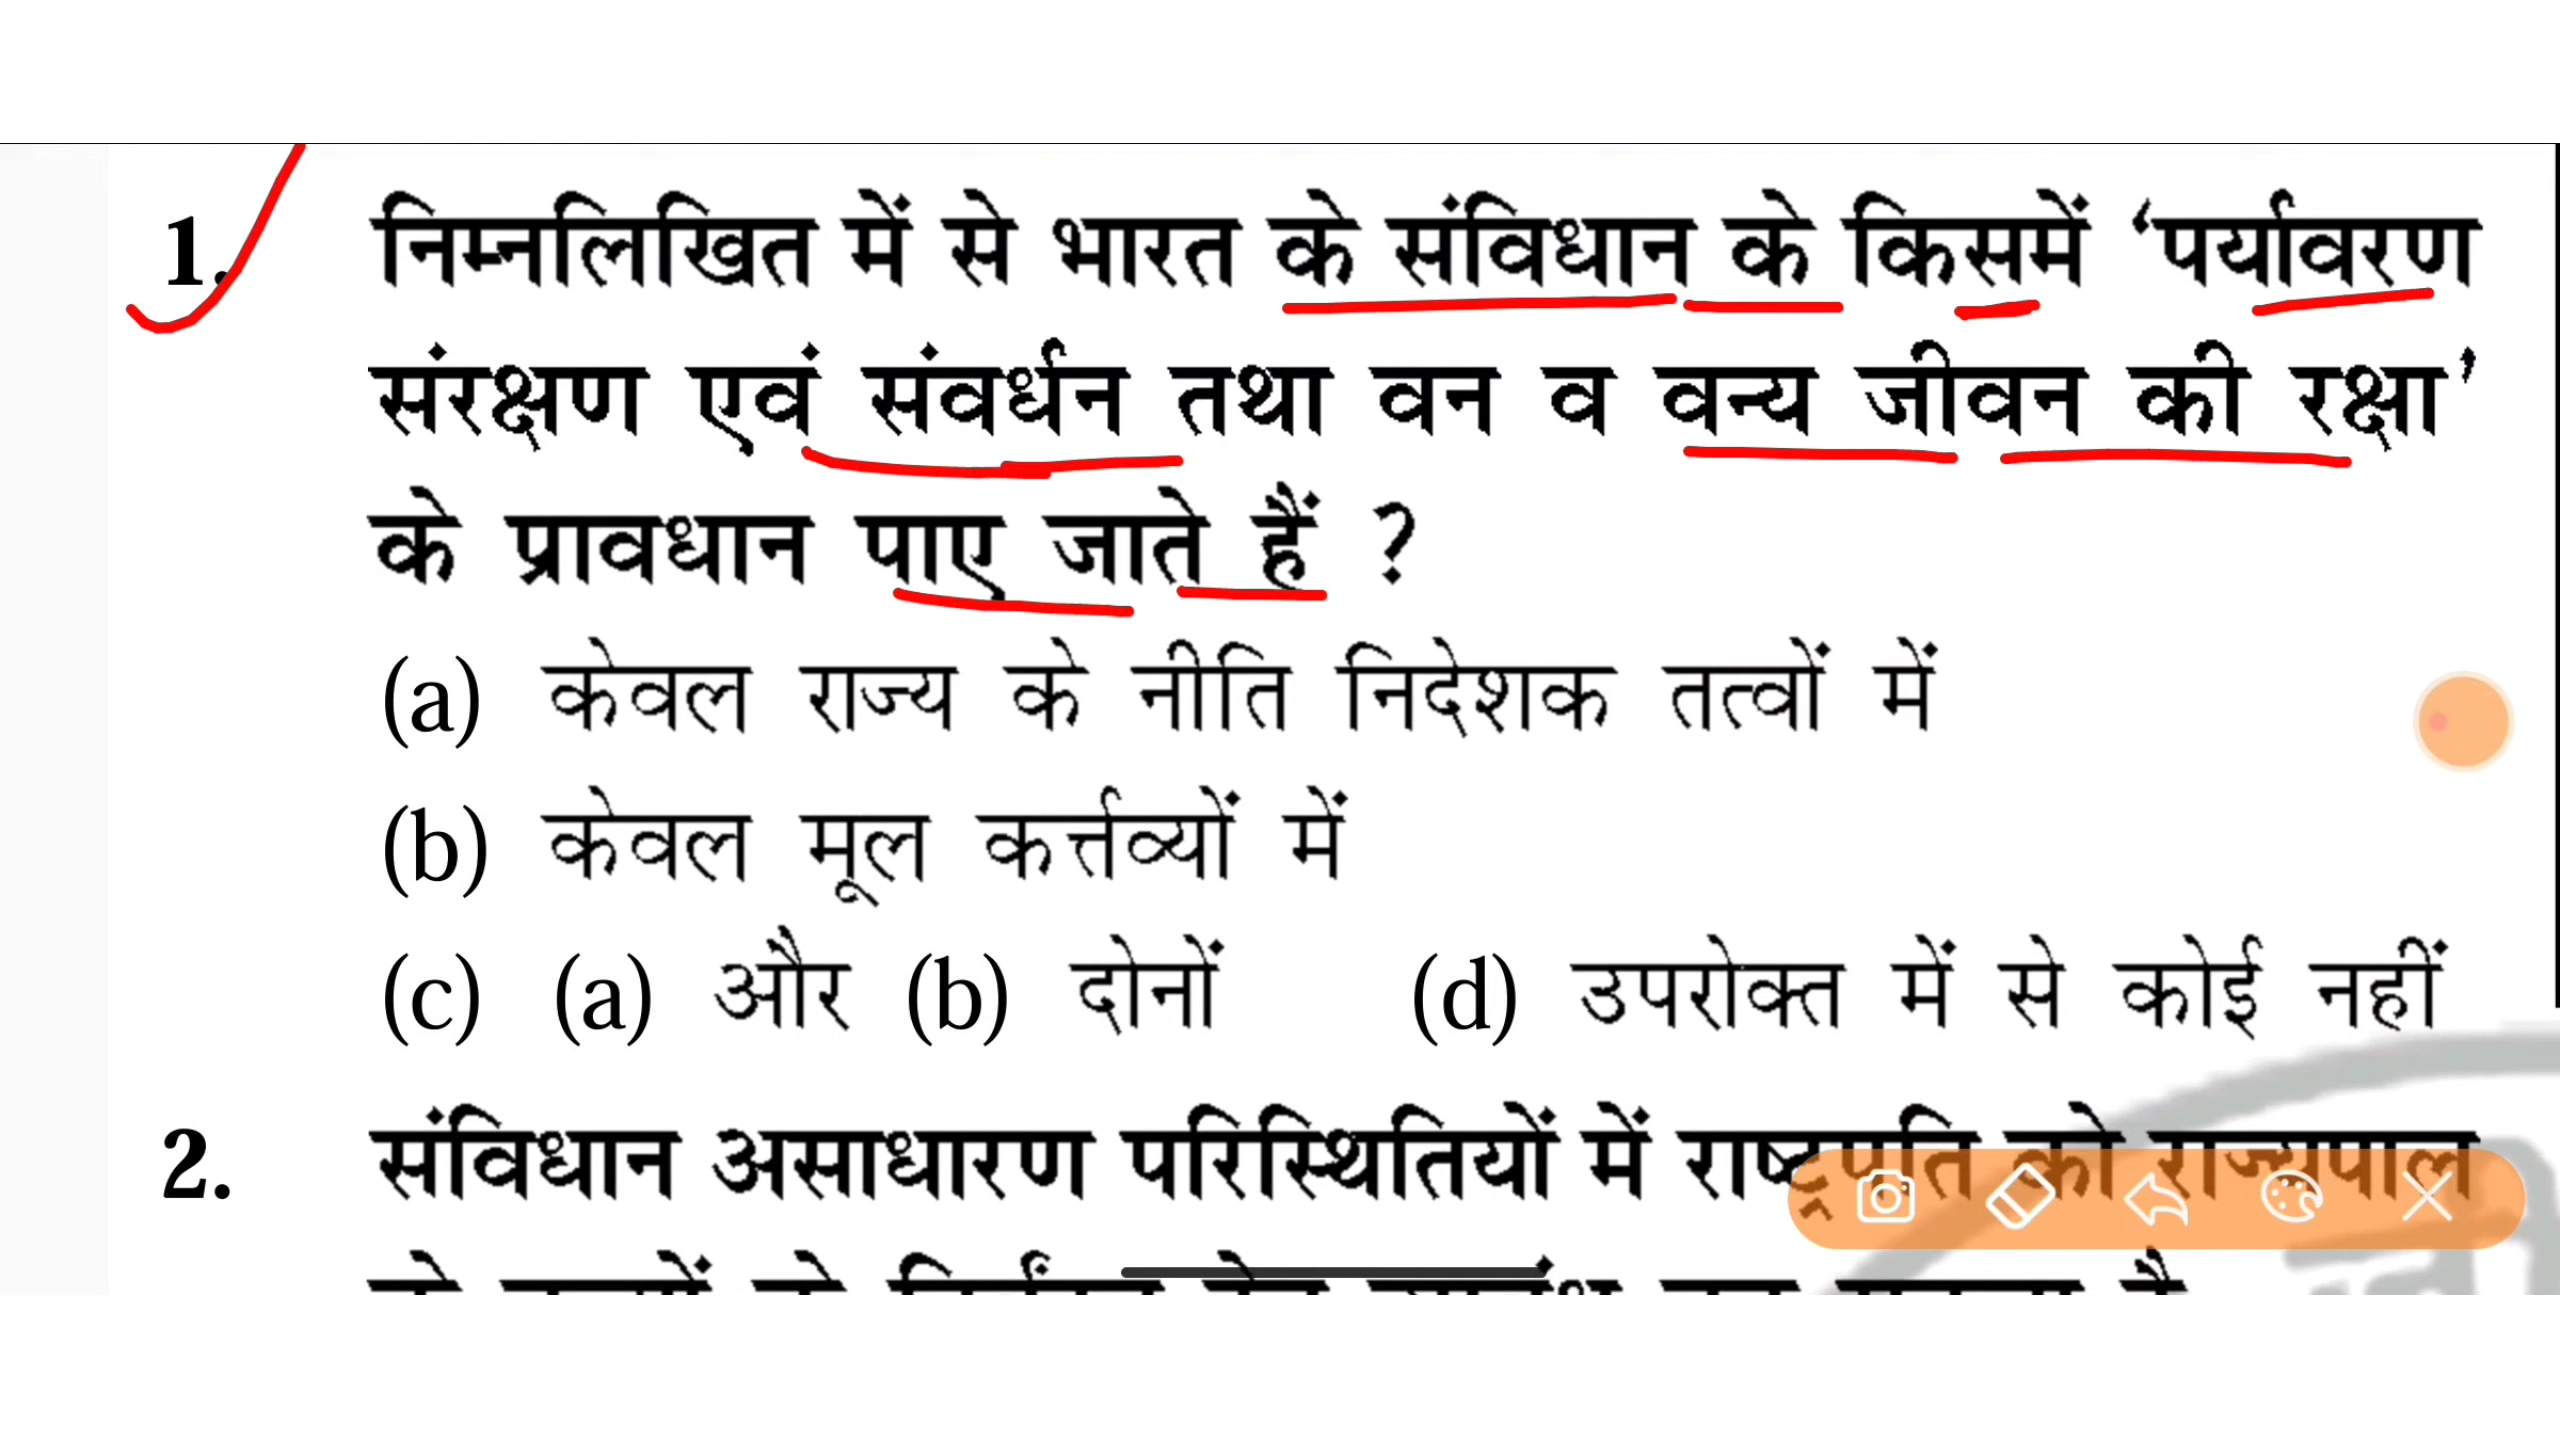 1. निम्नलिखित में से भारत के संविधान के किसमें ‘पर्यावरण
संरक्षण एवं संवर्धन तथा वन व वन्य जीवन की रक्षा’
के प्रावधान पाए जाते हैं ?
(a) केवल राज्य के नीति निदेशक तत्वों में
(b) केवल मूल कर्त्तव्यों में
(c) (a) और (b) दोनों (d) उपरोक्त में से कोई नहीं
2. संविधान असाधारण परिस्थितियों में राष्ट्रपति को राज्यपाल